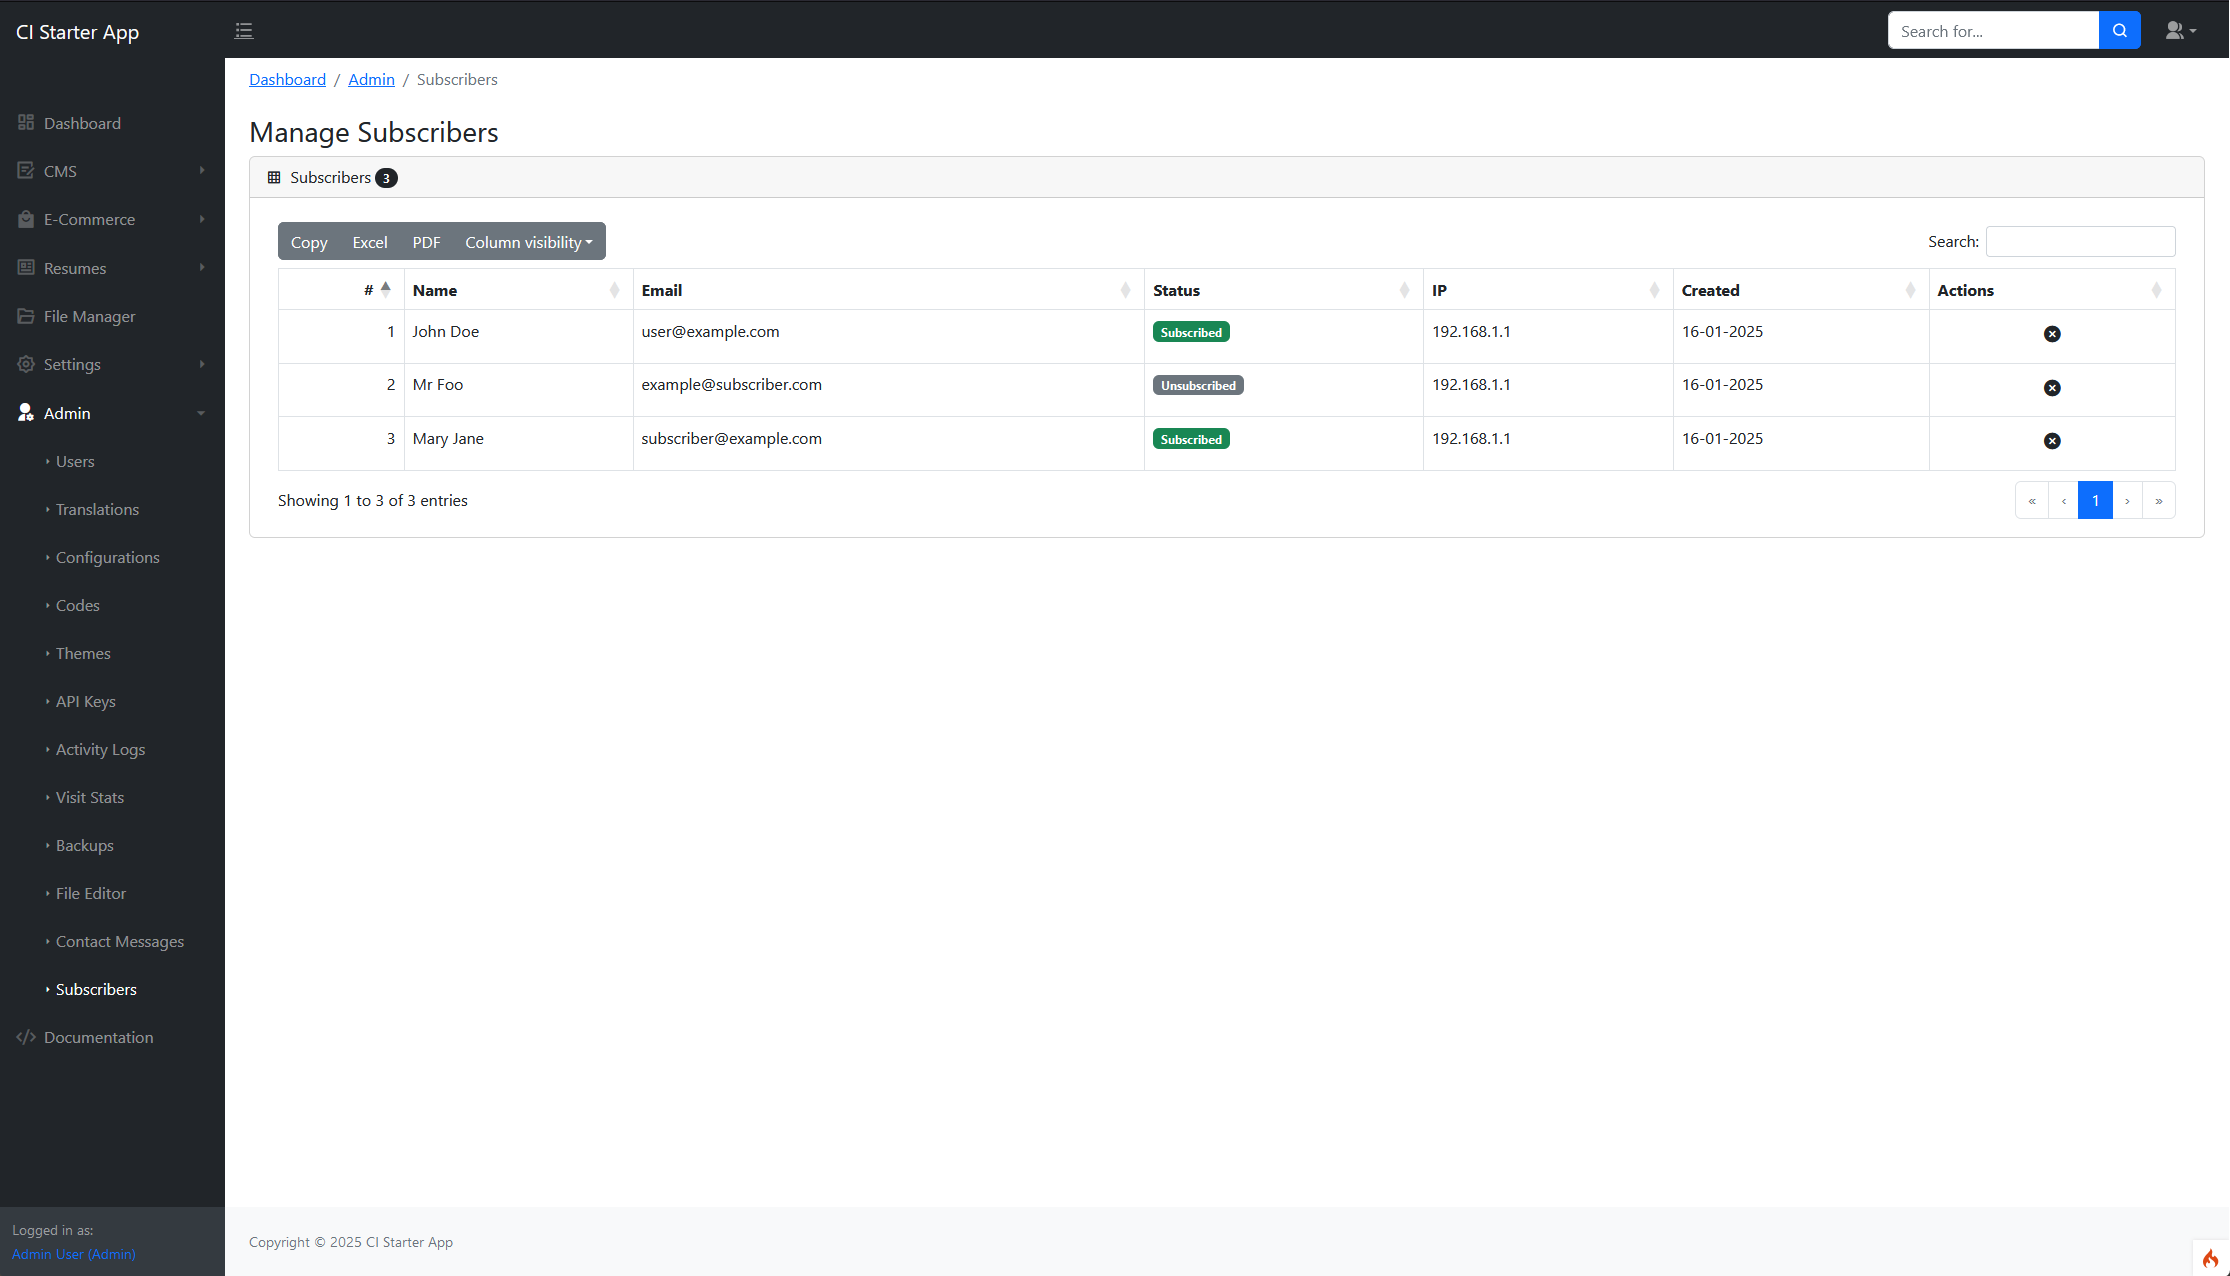 CI Starter App
Search for...
Dashboard
CMS
E-Commerce
Resumes
File Manager
Settings
Admin
Users
Translations
Configurations
Codes
Themes
API Keys
Activity Logs
Visit Stats
Backups
File Editor
Contact Messages
Subscribers
Documentation
Logged in as:
Admin User (Admin)
Dashboard / Admin / Subscribers
Manage Subscribers
Subscribers 3
Copy Excel PDF Column visibility
Search:
# Name Email Status IP Created Actions
1 John Doe user@example.com Subscribed 192.168.1.1 16-01-2025
2 Mr Foo example@subscriber.com Unsubscribed 192.168.1.1 16-01-2025
3 Mary Jane subscriber@example.com Subscribed 192.168.1.1 16-01-2025
Showing 1 to 3 of 3 entries
« ‹ 1 › »
Copyright © 2025 CI Starter App